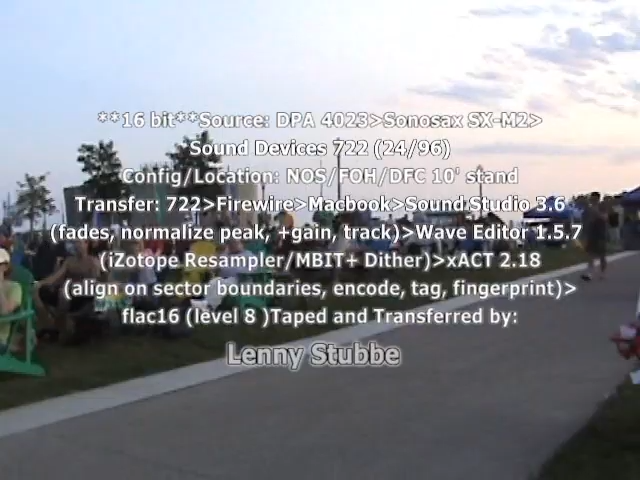 **16 bit**Source: DPA 4023>Sonosax SX-M2>
Sound Devices 722 (24/96)
Config/Location: NOS/FOH/DFC 10' stand
Transfer: 722>Firewire>Macbook>Sound Studio 3.6
(fades, normalize peak, +gain, track)>Wave Editor 1.5.7
(iZotope Resampler/MBIT+ Dither)>xACT 2.18
(align on sector boundaries, encode, tag, fingerprint)>
flac16 (level 8 )Taped and Transferred by:
Lenny Stubbe